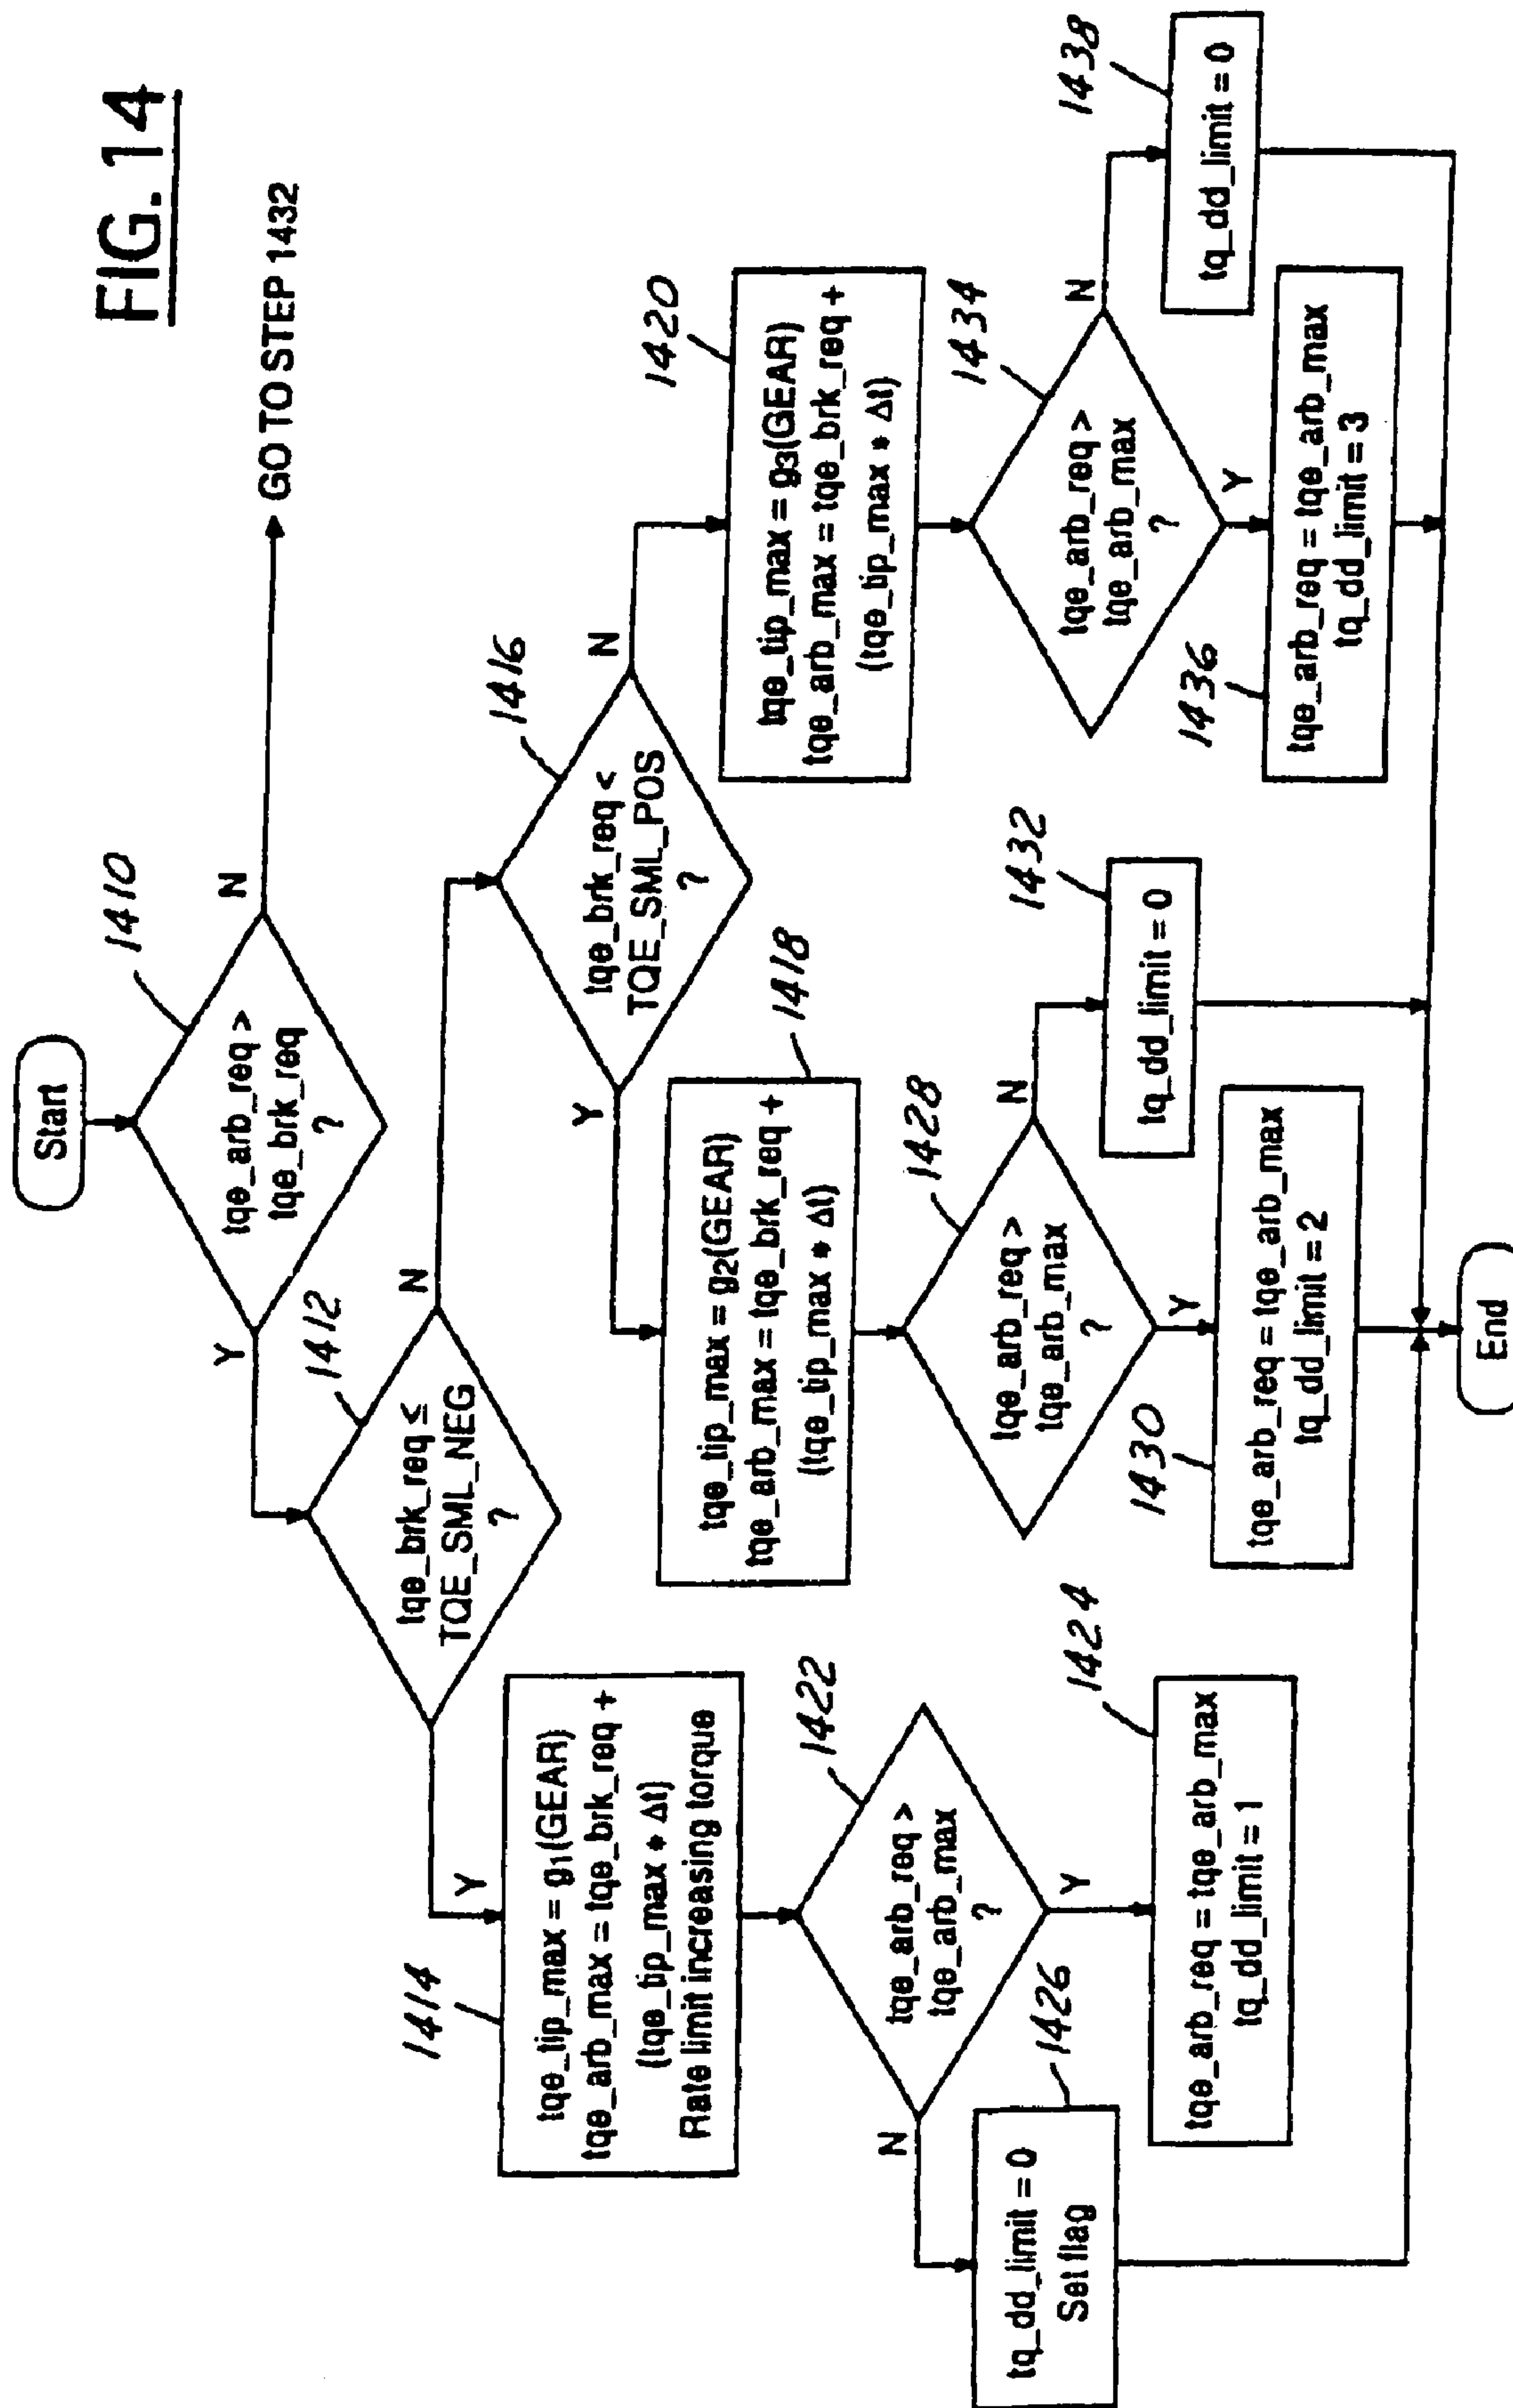 FIG. 14
Start
1410
tqe_arb_req >
tqe_brk_req
?
N
GO TO STEP 1432
Y
1412
tqe_brk_req ≤
TQE_SML_NEG
?
N
Y
1416
tqe_brk_req <
TQE_SML_POS
?
N
Y
1414
tqe_tip_max = g1(GEAR)
tqe_arb_max = tqe_brk_req +
(tqe_tip_max * Δt)
Rate limit increasing torque
1418
tqe_tip_max = g2(GEAR)
tqe_arb_max = tqe_brk_req +
(tqe_tip_max * Δt)
1420
tqe_tip_max = g3(GEAR)
tqe_arb_max = tqe_brk_req +
(tqe_tip_max * Δt)
1422
tqe_arb_req >
tqe_arb_max
?
N
Y
1428
tqe_arb_req >
tqe_arb_max
?
N
Y
1434
tqe_arb_req >
tqe_arb_max
?
N
Y
1426
tq_dd_limit = 0
Set flag
1424
tqe_arb_req = tqe_arb_max
tq_dd_limit = 1
1430
tqe_arb_req = tqe_arb_max
tq_dd_limit = 2
1432
tq_dd_limit = 0
1436
tqe_arb_req = tqe_arb_max
tq_dd_limit = 3
1438
tq_dd_limit = 0
End